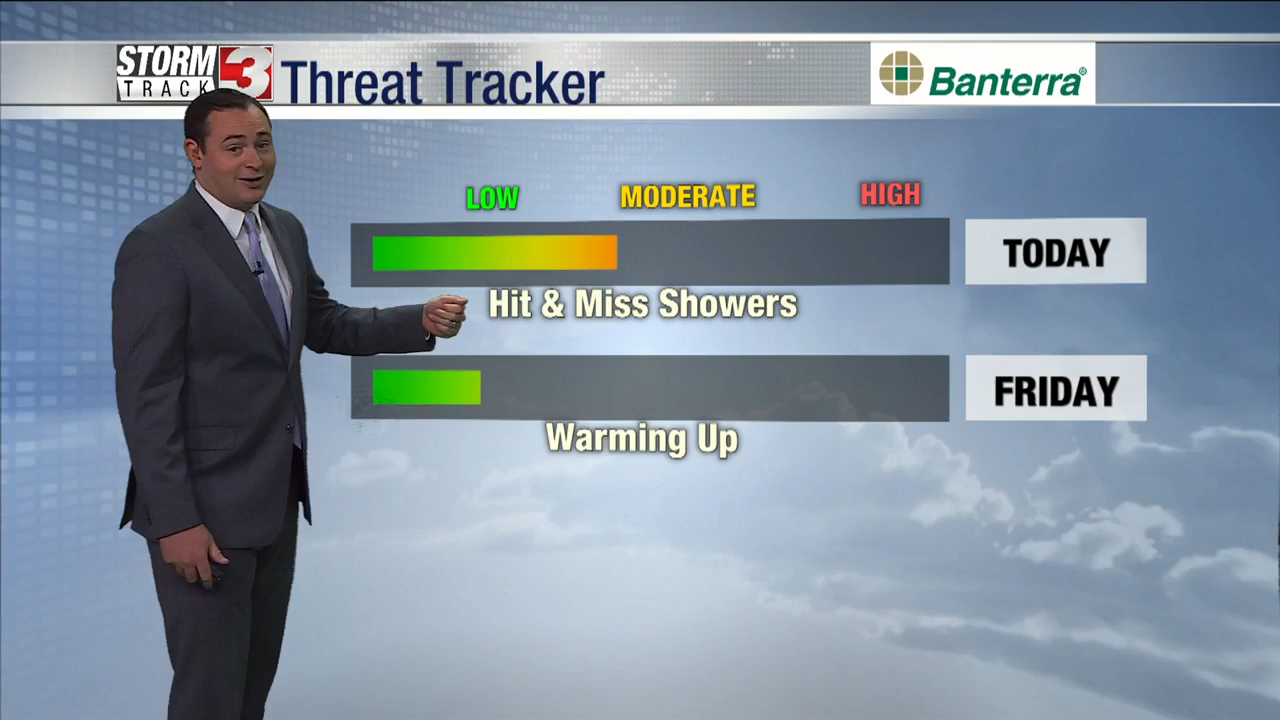 STORM
TRACK 3
Threat Tracker
Banterra®
LOW MODERATE HIGH
TODAY
Hit & Miss Showers
FRIDAY
Warming Up